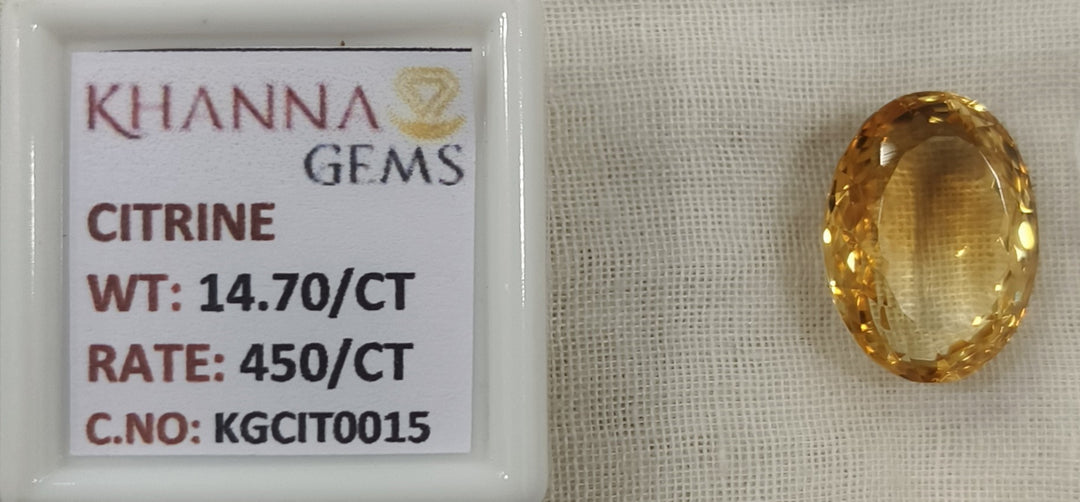 KHANNA
GEMS
CITRINE
WT: 14.70/CT
RATE: 450/CT
C.NO: KGCIT0015